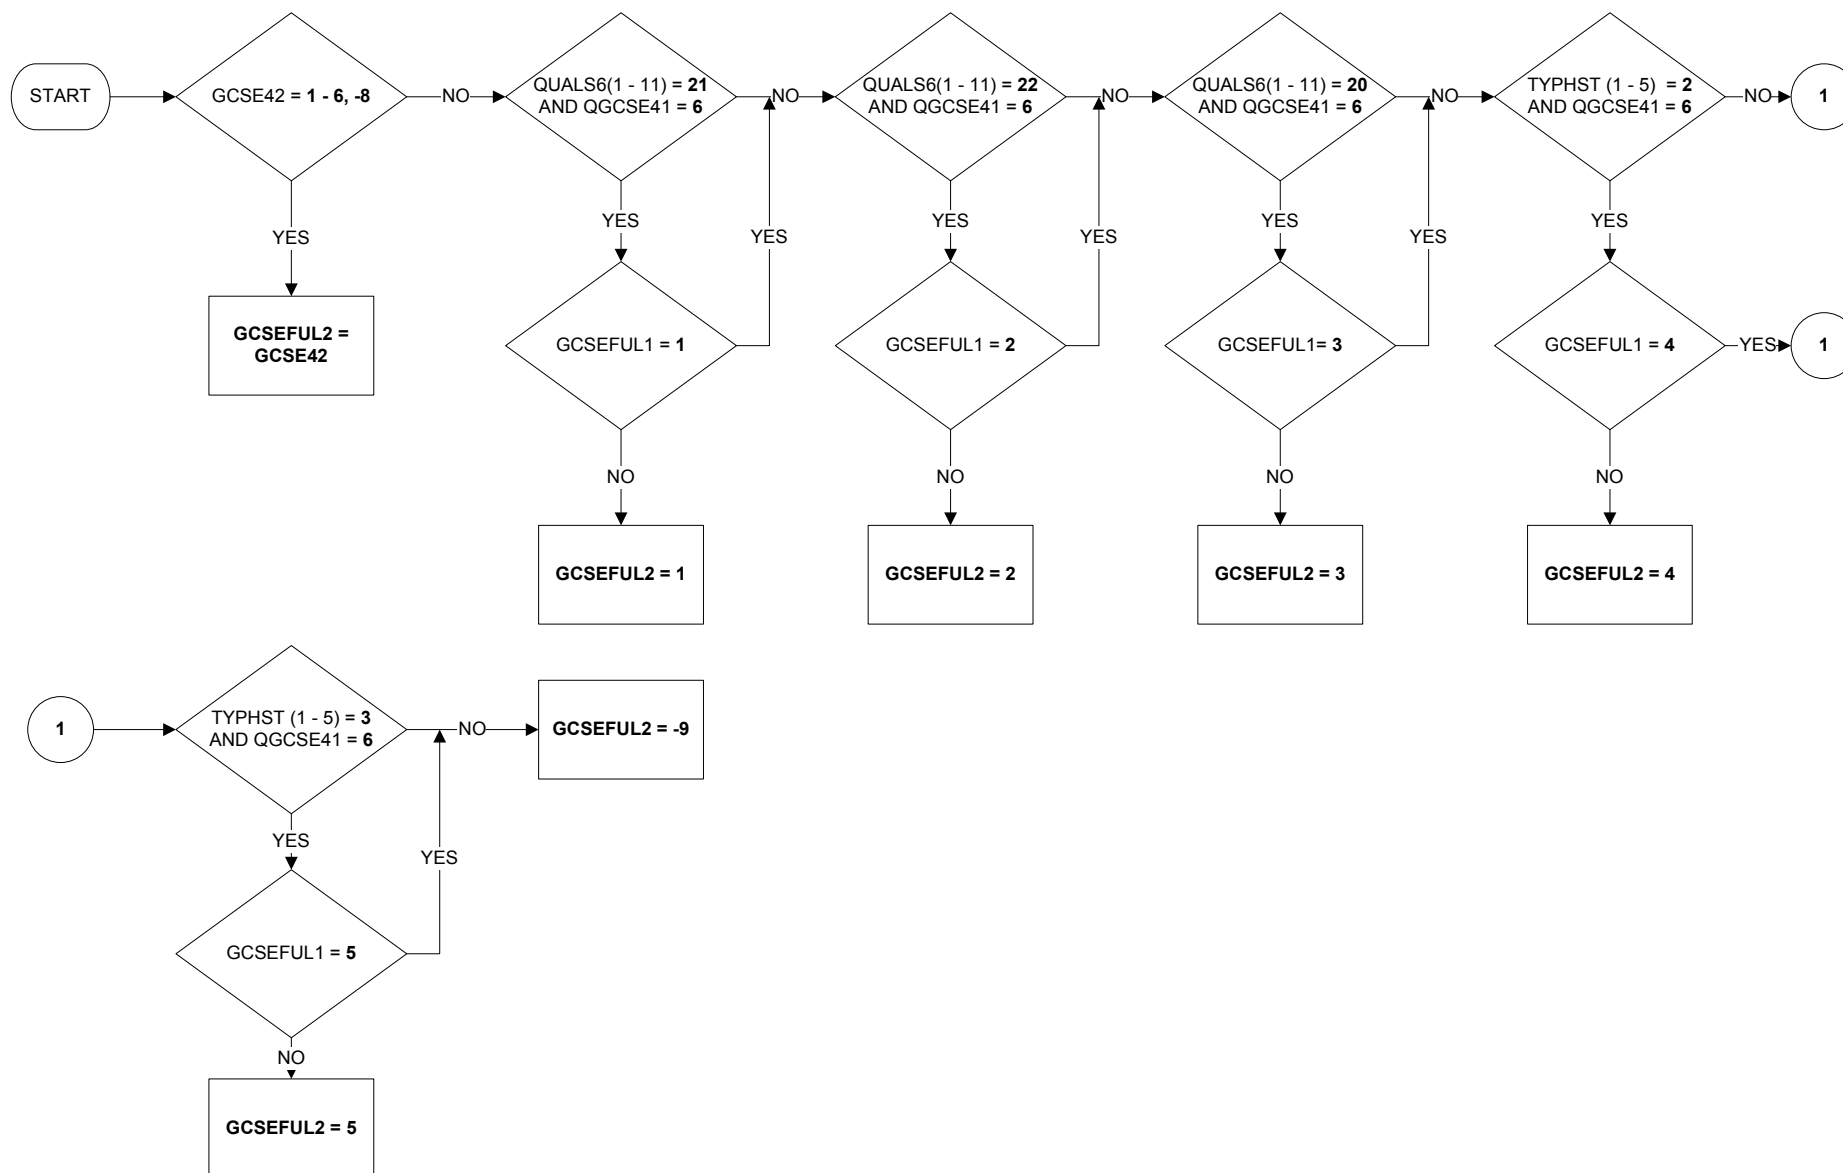 START
GCSE42 = 1 - 6, -8
NO
QUALS6(1 - 11) = 21
AND QGCSE41 = 6
NO
QUALS6(1 - 11) = 22
AND QGCSE41 = 6
NO
QUALS6(1 - 11) = 20
AND QGCSE41 = 6
NO
TYPHST (1 - 5) = 2
AND QGCSE41 = 6
NO
1
YES
YES
YES
YES
YES
YES
YES
YES
GCSEFUL2 =
GCSE42
GCSEFUL1 = 1
GCSEFUL1 = 2
GCSEFUL1= 3
GCSEFUL1 = 4
YES
1
NO
NO
NO
NO
GCSEFUL2 = 1
GCSEFUL2 = 2
GCSEFUL2 = 3
GCSEFUL2 = 4
1
TYPHST (1 - 5) = 3
AND QGCSE41 = 6
NO
GCSEFUL2 = -9
YES
YES
GCSEFUL1 = 5
NO
GCSEFUL2 = 5